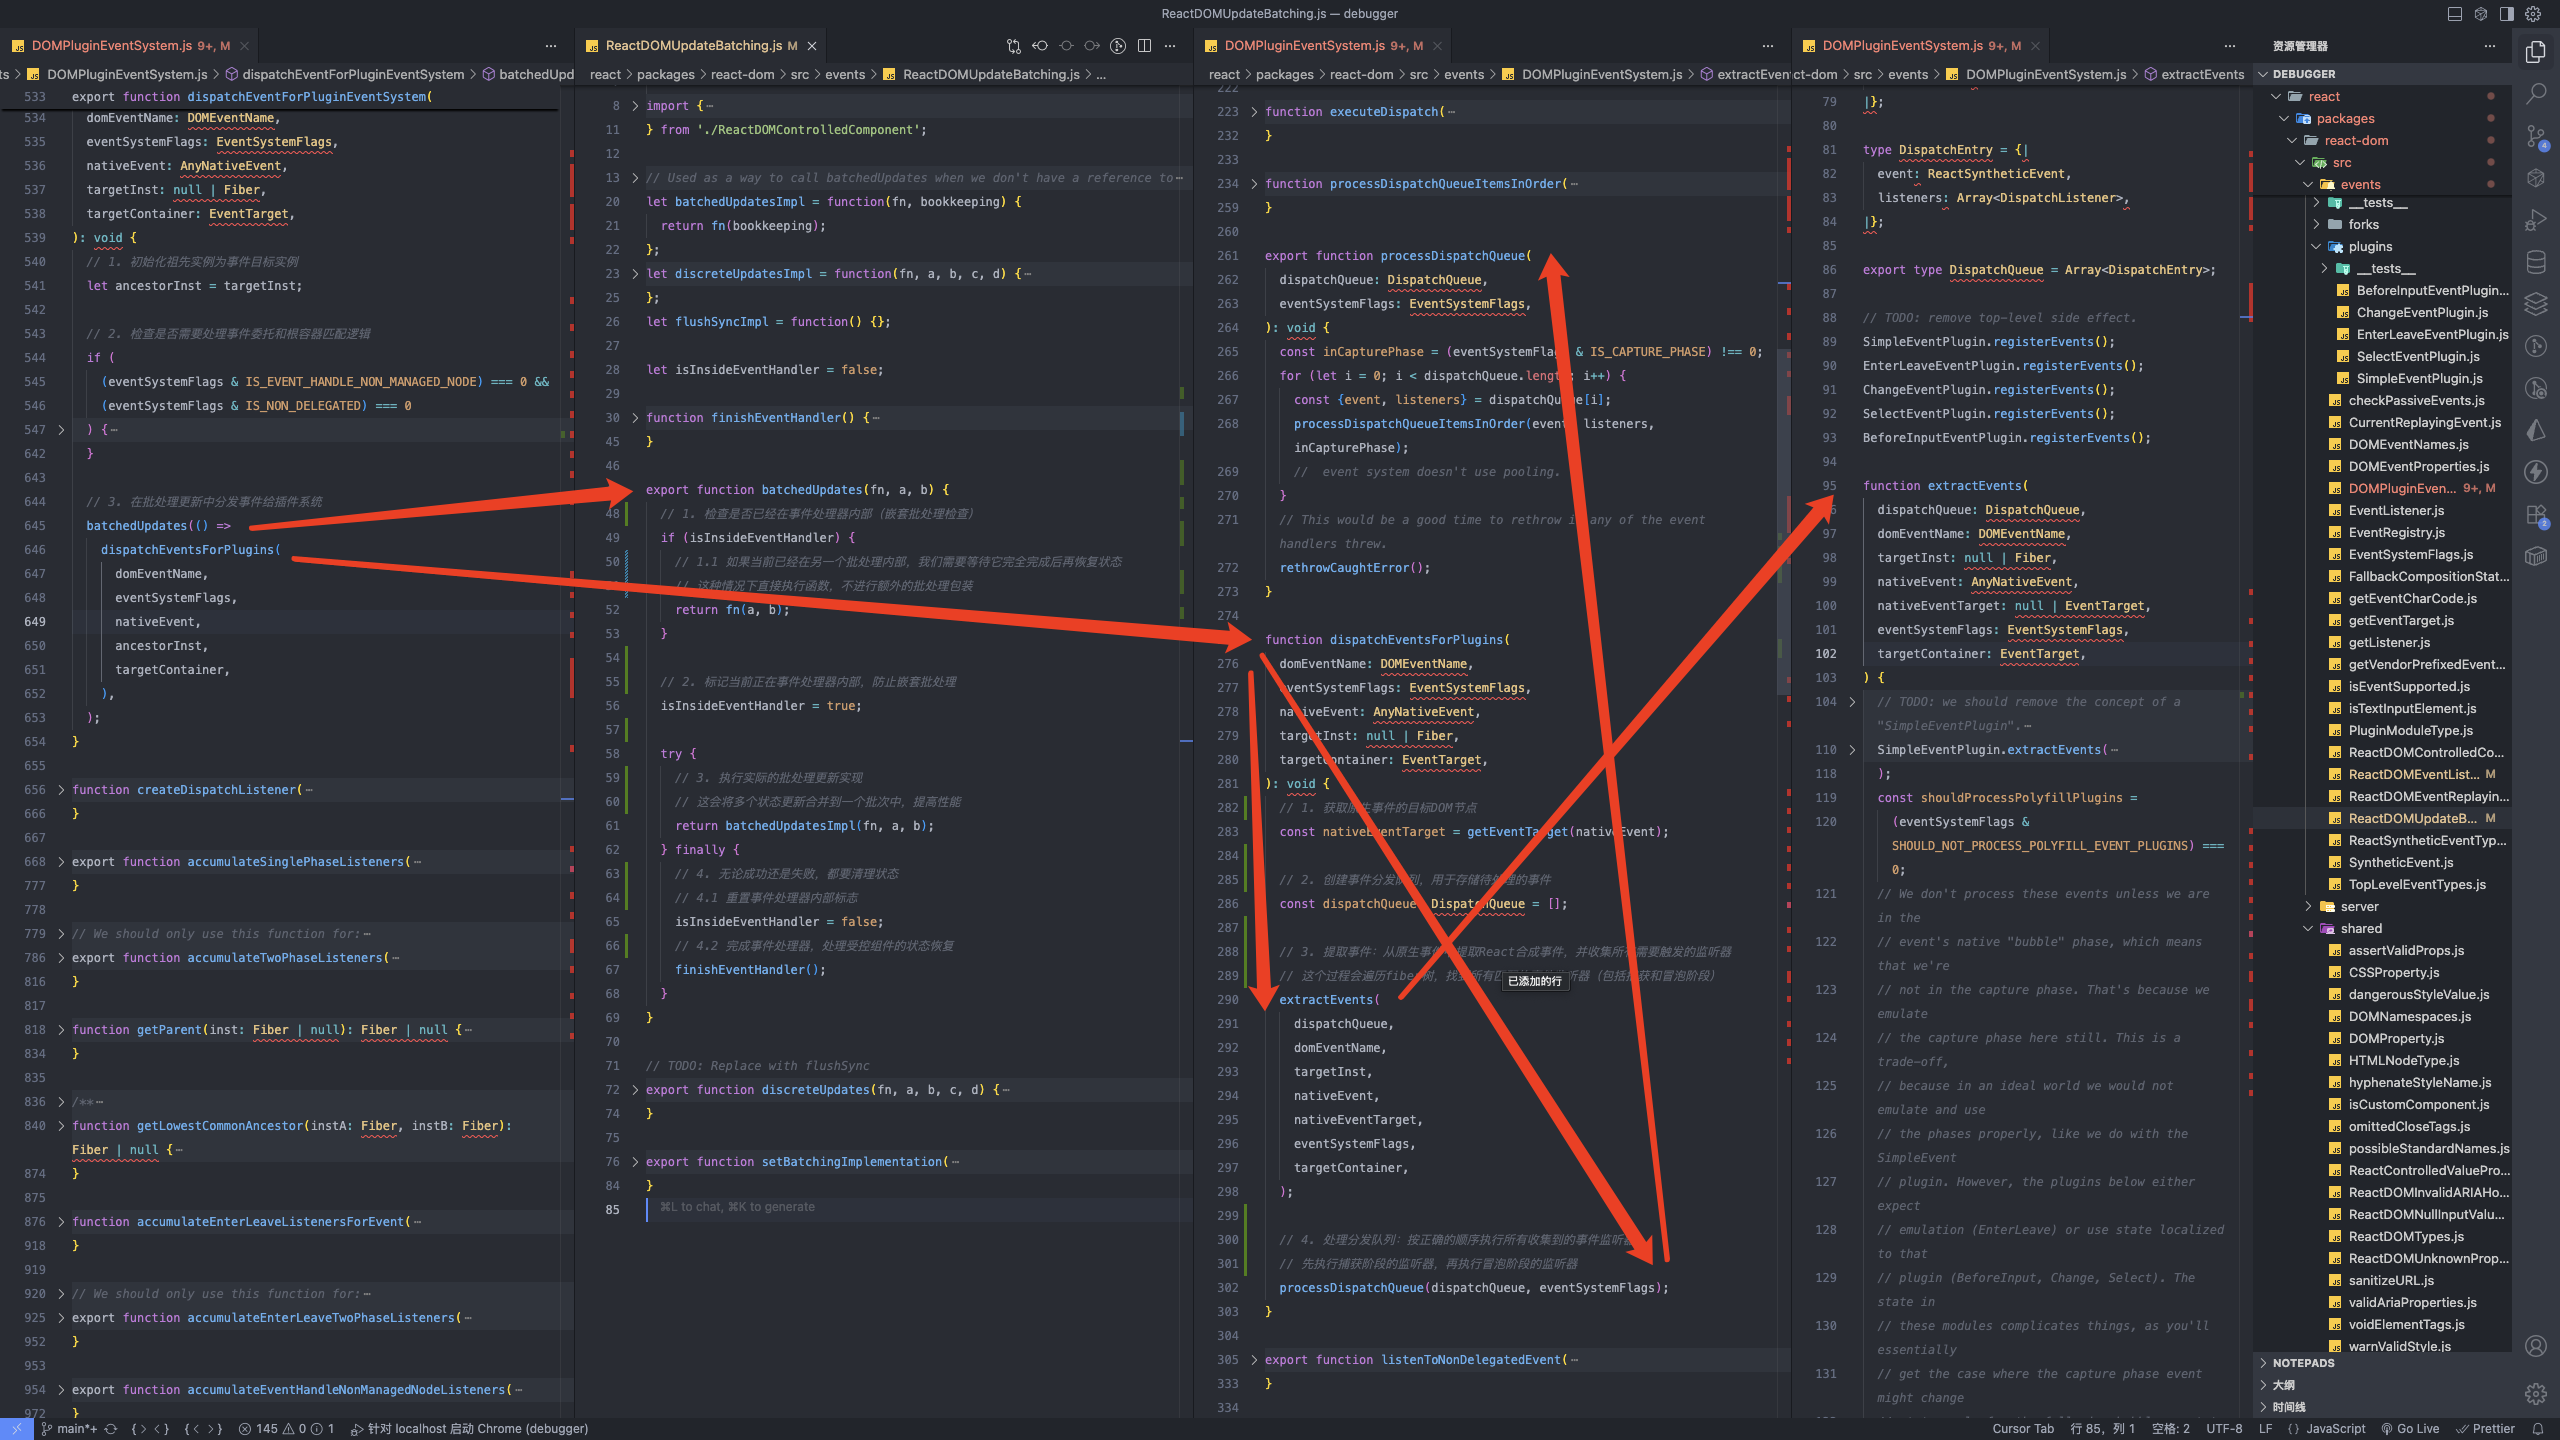 ReactDOMUpdateBatching.js — debugger
DOMPluginEventSystem.js 9+, M
ts > DOMPluginEventSystem.js > dispatchEventForPluginEventSystem > batchedUpd
533 export function dispatchEventForPluginEventSystem(
534 domEventName: DOMEventName,
535 eventSystemFlags: EventSystemFlags,
536 nativeEvent: AnyNativeEvent,
537 targetInst: null | Fiber,
538 targetContainer: EventTarget,
539 ): void {
540 // 1. 初始化祖先实例为事件目标实例
541 let ancestorInst = targetInst;
542
543 // 2. 检查是否需要处理事件委托和根容器匹配逻辑
544 if (
545 (eventSystemFlags & IS_EVENT_HANDLE_NON_MANAGED_NODE) === 0 &&
546 (eventSystemFlags & IS_NON_DELEGATED) === 0
547 ) {⋯
642 }
643
644 // 3. 在批处理更新中分发事件给插件系统
645 batchedUpdates(() =>
646 dispatchEventsForPlugins(
647 domEventName,
648 eventSystemFlags,
649 nativeEvent,
650 ancestorInst,
651 targetContainer,
652 ),
653 );
654 }
655
656 function createDispatchListener(⋯
666 }
667
668 export function accumulateSinglePhaseListeners(⋯
777 }
778
779 // We should only use this function for:⋯
786 export function accumulateTwoPhaseListeners(⋯
816 }
817
818 function getParent(inst: Fiber | null): Fiber | null {⋯
834 }
835
836 /**⋯
840 function getLowestCommonAncestor(instA: Fiber, instB: Fiber):
Fiber | null {⋯
874 }
875
876 function accumulateEnterLeaveListenersForEvent(⋯
918 }
919
920 // We should only use this function for:⋯
925 export function accumulateEnterLeaveTwoPhaseListeners(⋯
952 }
953
954 export function accumulateEventHandleNonManagedNodeListeners(⋯
972 }
ReactDOMUpdateBatching.js M
react > packages > react-dom > src > events > ReactDOMUpdateBatching.js > ...
8 import {⋯
11 } from './ReactDOMControlledComponent';
12
13 // Used as a way to call batchedUpdates when we don't have a reference to⋯
20 let batchedUpdatesImpl = function(fn, bookkeeping) {
21 return fn(bookkeeping);
22 };
23 let discreteUpdatesImpl = function(fn, a, b, c, d) {⋯
25 };
26 let flushSyncImpl = function() {};
27
28 let isInsideEventHandler = false;
29
30 function finishEventHandler() {⋯
45 }
46
export function batchedUpdates(fn, a, b) {
48 // 1. 检查是否已经在事件处理器内部（嵌套批处理检查）
49 if (isInsideEventHandler) {
50 // 1.1 如果当前已经在另一个批处理内部，我们需要等待它完全完成后再恢复状态
// 这种情况下直接执行函数，不进行额外的批处理包装
52 return fn(a, b);
53 }
54
55 // 2. 标记当前正在事件处理器内部，防止嵌套批处理
56 isInsideEventHandler = true;
57
58 try {
59 // 3. 执行实际的批处理更新实现
60 // 这会将多个状态更新合并到一个批次中，提高性能
61 return batchedUpdatesImpl(fn, a, b);
62 } finally {
63 // 4. 无论成功还是失败，都要清理状态
64 // 4.1 重置事件处理器内部标志
65 isInsideEventHandler = false;
66 // 4.2 完成事件处理器，处理受控组件的状态恢复
67 finishEventHandler();
68 }
69 }
70
71 // TODO: Replace with flushSync
72 export function discreteUpdates(fn, a, b, c, d) {⋯
74 }
75
76 export function setBatchingImplementation(⋯
84 }
85 ⌘L to chat, ⌘K to generate
DOMPluginEventSystem.js 9+, M
react > packages > react-dom > src > events > DOMPluginEventSystem.js > extractEven
222
223 function executeDispatch(⋯
232 }
233
234 function processDispatchQueueItemsInOrder(⋯
259 }
260
261 export function processDispatchQueue(
262 dispatchQueue: DispatchQueue,
263 eventSystemFlags: EventSystemFlags,
264 ): void {
265 const inCapturePhase = (eventSystemFlag & IS_CAPTURE_PHASE) !== 0;
266 for (let i = 0; i < dispatchQueue.length; i++) {
267 const {event, listeners} = dispatchQueue[i];
268 processDispatchQueueItemsInOrder(event, listeners,
inCapturePhase);
269 // event system doesn't use pooling.
270 }
271 // This would be a good time to rethrow if any of the event
handlers threw.
272 rethrowCaughtError();
273 }
274
function dispatchEventsForPlugins(
276 domEventName: DOMEventName,
277 eventSystemFlags: EventSystemFlags,
278 nativeEvent: AnyNativeEvent,
279 targetInst: null | Fiber,
280 targetContainer: EventTarget,
281 ): void {
282 // 1. 获取原生事件的目标DOM节点
283 const nativeEventTarget = getEventTarget(nativeEvent);
284
285 // 2. 创建事件分发队列，用于存储待处理的事件
286 const dispatchQueue: DispatchQueue = [];
287
288 // 3. 提取事件：从原生事件 提取React合成事件，并收集所有需要触发的监听器
289 // 这个过程会遍历fiber树，找 所有 听器（包括捕获和冒泡阶段）
已添加的行
290 extractEvents(
291 dispatchQueue,
292 domEventName,
293 targetInst,
294 nativeEvent,
295 nativeEventTarget,
296 eventSystemFlags,
297 targetContainer,
298 );
299
300 // 4. 处理分发队列：按正确的顺序执行所有收集到的事件监听器
301 // 先执行捕获阶段的监听器，再执行冒泡阶段的监听器
302 processDispatchQueue(dispatchQueue, eventSystemFlags);
303 }
304
305 export function listenToNonDelegatedEvent(⋯
333 }
334
DOMPluginEventSystem.js 9+, M
ct-dom > src > events > DOMPluginEventSystem.js > extractEvents
79 |};
80
81 type DispatchEntry = {|
82 event: ReactSyntheticEvent,
83 listeners: Array<DispatchListener>,
84 |};
85
86 export type DispatchQueue = Array<DispatchEntry>;
87
88 // TODO: remove top-level side effect.
89 SimpleEventPlugin.registerEvents();
90 EnterLeaveEventPlugin.registerEvents();
91 ChangeEventPlugin.registerEvents();
92 SelectEventPlugin.registerEvents();
93 BeforeInputEventPlugin.registerEvents();
94
95 function extractEvents(
dispatchQueue: DispatchQueue,
97 domEventName: DOMEventName,
98 targetInst: null | Fiber,
99 nativeEvent: AnyNativeEvent,
100 nativeEventTarget: null | EventTarget,
101 eventSystemFlags: EventSystemFlags,
102 targetContainer: EventTarget,
103 ) {
104 // TODO: we should remove the concept of a
"SimpleEventPlugin".⋯
110 SimpleEventPlugin.extractEvents(⋯
118 );
119 const shouldProcessPolyfillPlugins =
120 (eventSystemFlags &
SHOULD_NOT_PROCESS_POLYFILL_EVENT_PLUGINS) ===
0;
121 // We don't process these events unless we are
in the
122 // event's native "bubble" phase, which means
that we're
123 // not in the capture phase. That's because we
emulate
124 // the capture phase here still. This is a
trade-off,
125 // because in an ideal world we would not
emulate and use
126 // the phases properly, like we do with the
SimpleEvent
127 // plugin. However, the plugins below either
expect
128 // emulation (EnterLeave) or use state localized
to that
129 // plugin (BeforeInput, Change, Select). The
state in
130 // these modules complicates things, as you'll
essentially
131 // get the case where the capture phase event
might change
资源管理器
DEBUGGER
react
packages
react-dom
src
events
__tests__
forks
plugins
__tests__
BeforeInputEventPlugin...
ChangeEventPlugin.js
EnterLeaveEventPlugin.js
SelectEventPlugin.js
SimpleEventPlugin.js
checkPassiveEvents.js
CurrentReplayingEvent.js
DOMEventNames.js
DOMEventProperties.js
DOMPluginEven... 9+, M
EventListener.js
EventRegistry.js
EventSystemFlags.js
FallbackCompositionStat...
getEventCharCode.js
getEventTarget.js
getListener.js
getVendorPrefixedEvent...
isEventSupported.js
isTextInputElement.js
PluginModuleType.js
ReactDOMControlledCo...
ReactDOMEventList... M
ReactDOMEventReplayin...
ReactDOMUpdateB... M
ReactSyntheticEventTyp...
SyntheticEvent.js
TopLevelEventTypes.js
server
shared
assertValidProps.js
CSSProperty.js
dangerousStyleValue.js
DOMNamespaces.js
DOMProperty.js
HTMLNodeType.js
hyphenateStyleName.js
isCustomComponent.js
omittedCloseTags.js
possibleStandardNames.js
ReactControlledValuePro...
ReactDOMInvalidARIAHo...
ReactDOMNullInputValu...
ReactDOMTypes.js
ReactDOMUnknownProp...
sanitizeURL.js
validAriaProperties.js
voidElementTags.js
warnValidStyle.js
NOTEPADS
大纲
时间线
4
2
main*+ 145 0 1 针对 localhost 启动 Chrome (debugger)
Cursor Tab 行 85，列 1 空格: 2 UTF-8 LF { } JavaScript Go Live Prettier